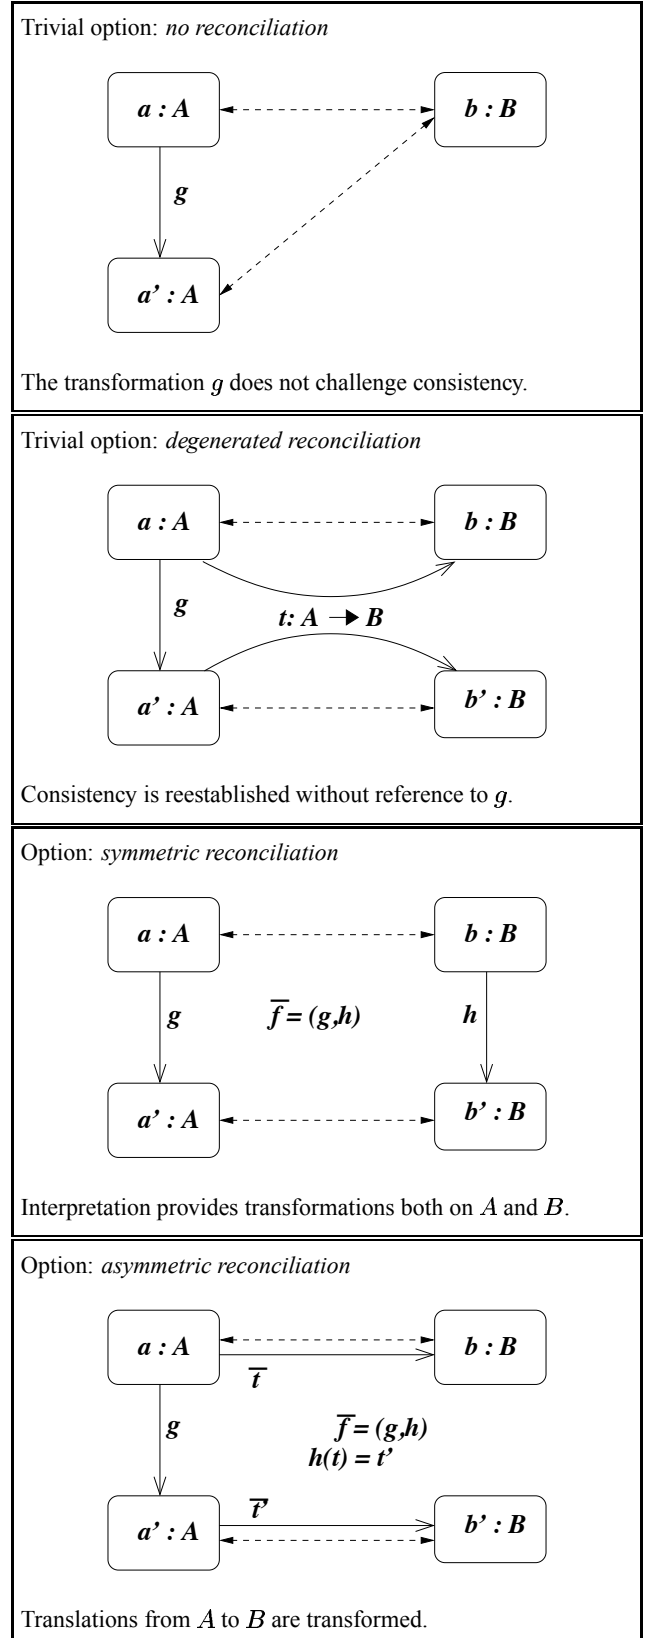 Trivial option: no reconciliation
a : A
b : B
g
a' : A
The transformation g does not challenge consistency.
Trivial option: degenerated reconciliation
a : A
b : B
g
t: A → B
a' : A
b' : B
Consistency is reestablished without reference to g.
Option: symmetric reconciliation
a : A
b : B
g
f̅ = (g,h)
h
a' : A
b' : B
Interpretation provides transformations both on A and B.
Option: asymmetric reconciliation
a : A
b : B
t̅
g
f̅ = (g,h)
h(t) = t'
t̅'
a' : A
b' : B
Translations from A to B are transformed.